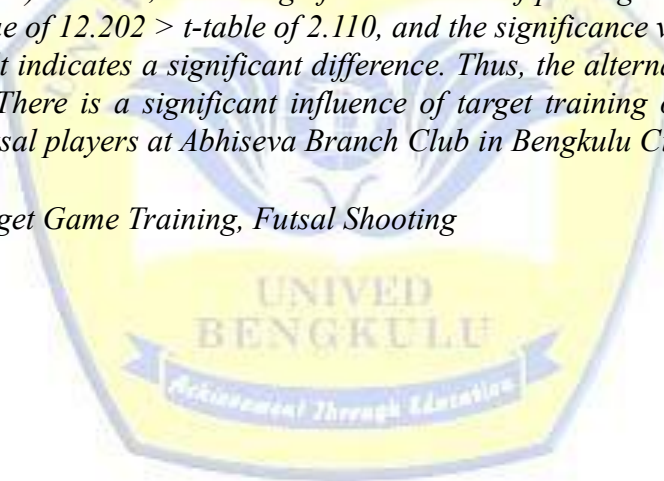 ue of 12.202 > t-table of 2.110, and the significance v
t indicates a significant difference. Thus, the alterna
There is a significant influence of target training
sal players at Abhiseva Branch Club in Bengkulu C
get Game Training, Futsal Shooting
UNIVED
BENGKULU
Achievement Through Education